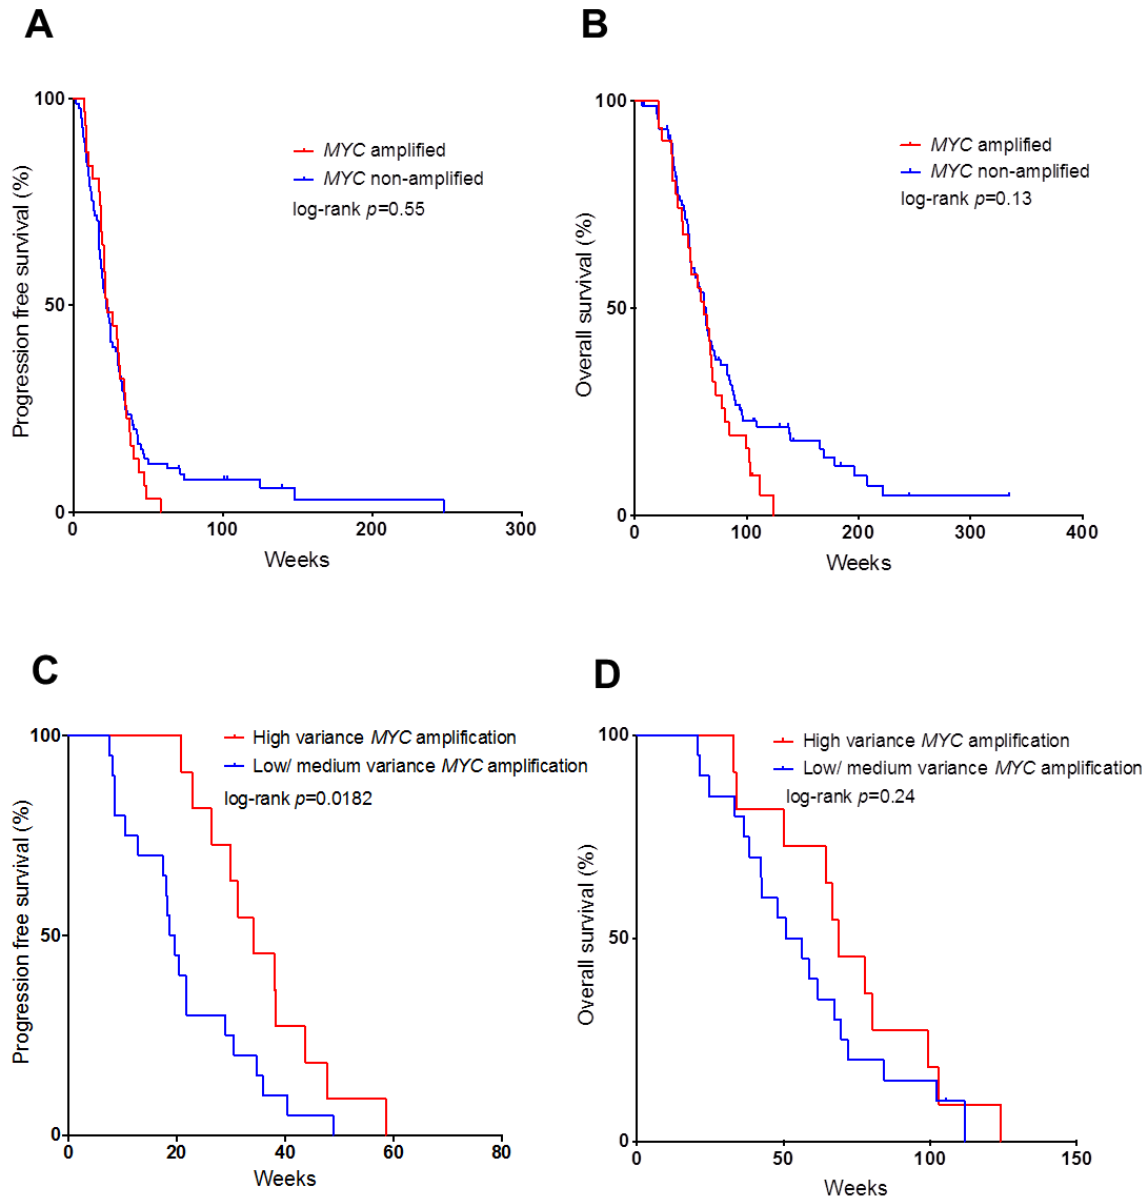 A
Progression free survival (%)
100
50
0
MYC amplified
MYC non-amplified
log-rank p=0.55
0 100 200 300
Weeks
B
Overall survival (%)
100
50
0
MYC amplified
MYC non-amplified
log-rank p=0.13
0 100 200 300 400
Weeks
C
Progression free survival (%)
100
50
0
High variance MYC amplification
Low/ medium variance MYC amplification
log-rank p=0.0182
0 20 40 60 80
Weeks
D
Overall survival (%)
100
50
0
High variance MYC amplification
Low/ medium variance MYC amplification
log-rank p=0.24
0 50 100 150
Weeks